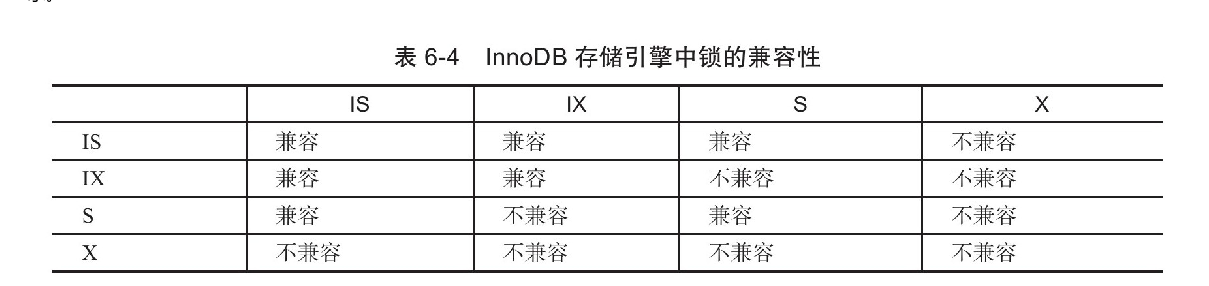 表 6-4 InnoDB 存储引擎中锁的兼容性
IS IX S X
IS 兼容 兼容 兼容 不兼容
IX 兼容 兼容 不兼容 不兼容
S 兼容 不兼容 兼容 不兼容
X 不兼容 不兼容 不兼容 不兼容